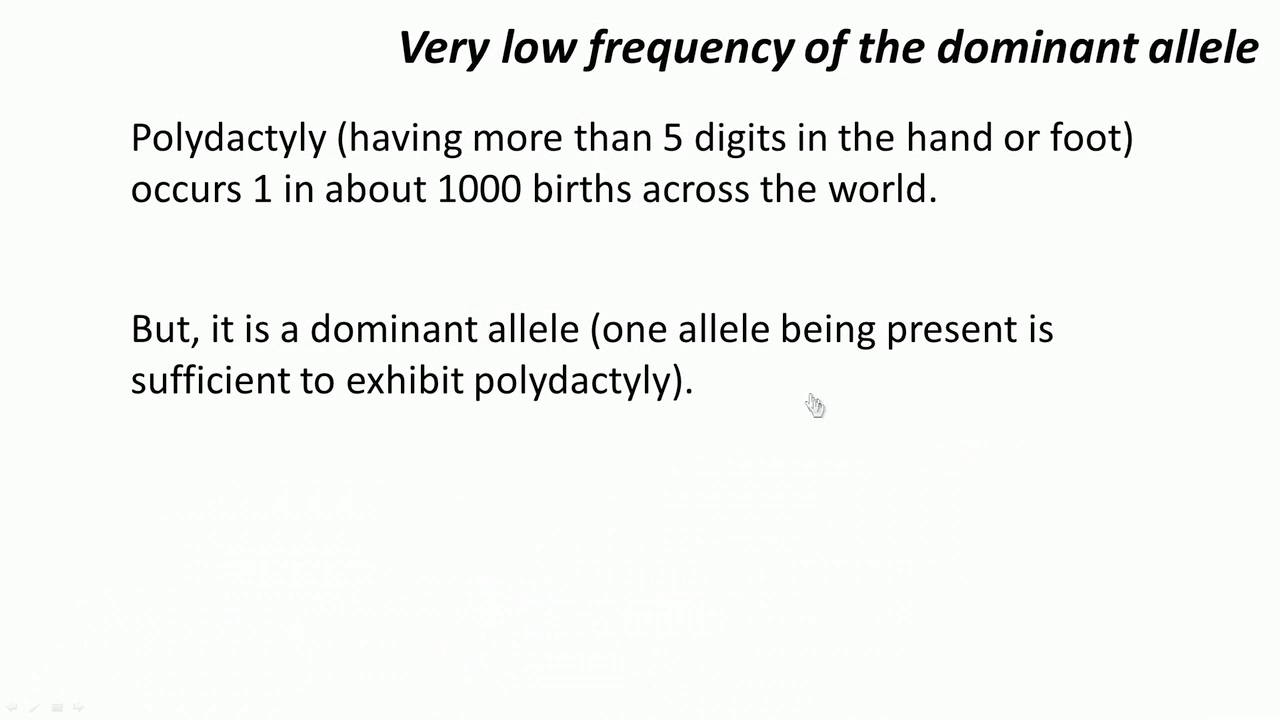 Very low frequency of the dominant allele
Polydactyly (having more than 5 digits in the hand or foot)
occurs 1 in about 1000 births across the world.
But, it is a dominant allele (one allele being present is
sufficient to exhibit polydactyly).